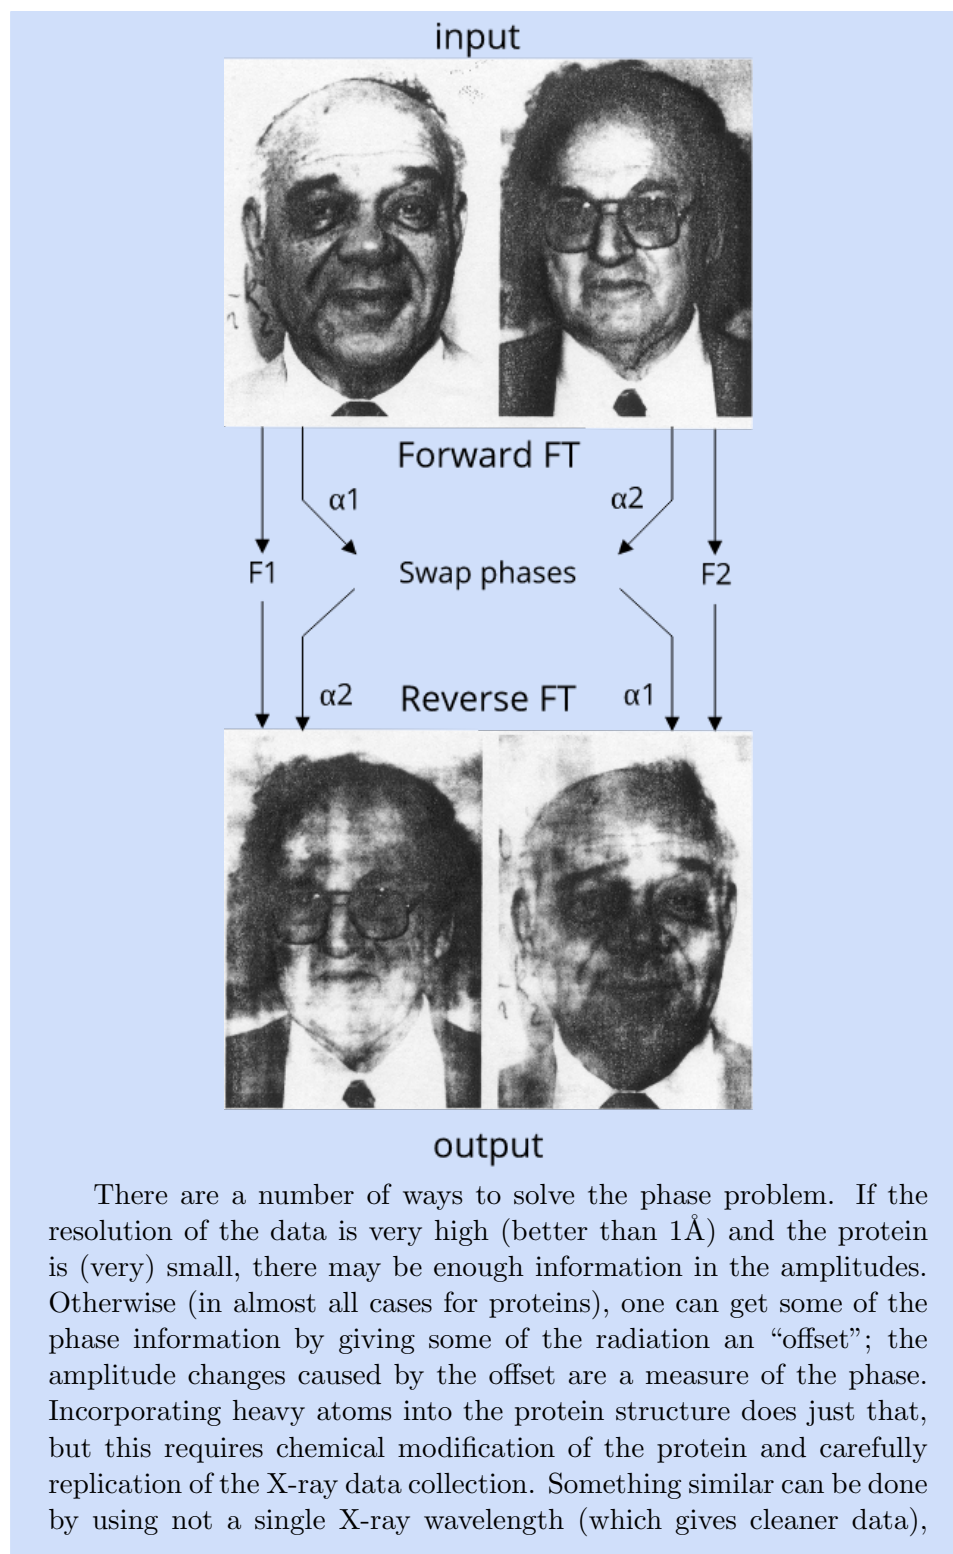 input
Forward FT
α1
α2
F1
Swap phases
F2
α2
Reverse FT
α1
output
There are a number of ways to solve the phase problem. If the
resolution of the data is very high (better than 1Å) and the protein
is (very) small, there may be enough information in the amplitudes.
Otherwise (in almost all cases for proteins), one can get some of the
phase information by giving some of the radiation an “offset”; the
amplitude changes caused by the offset are a measure of the phase.
Incorporating heavy atoms into the protein structure does just that,
but this requires chemical modification of the protein and carefully
replication of the X-ray data collection. Something similar can be done
by using not a single X-ray wavelength (which gives cleaner data),